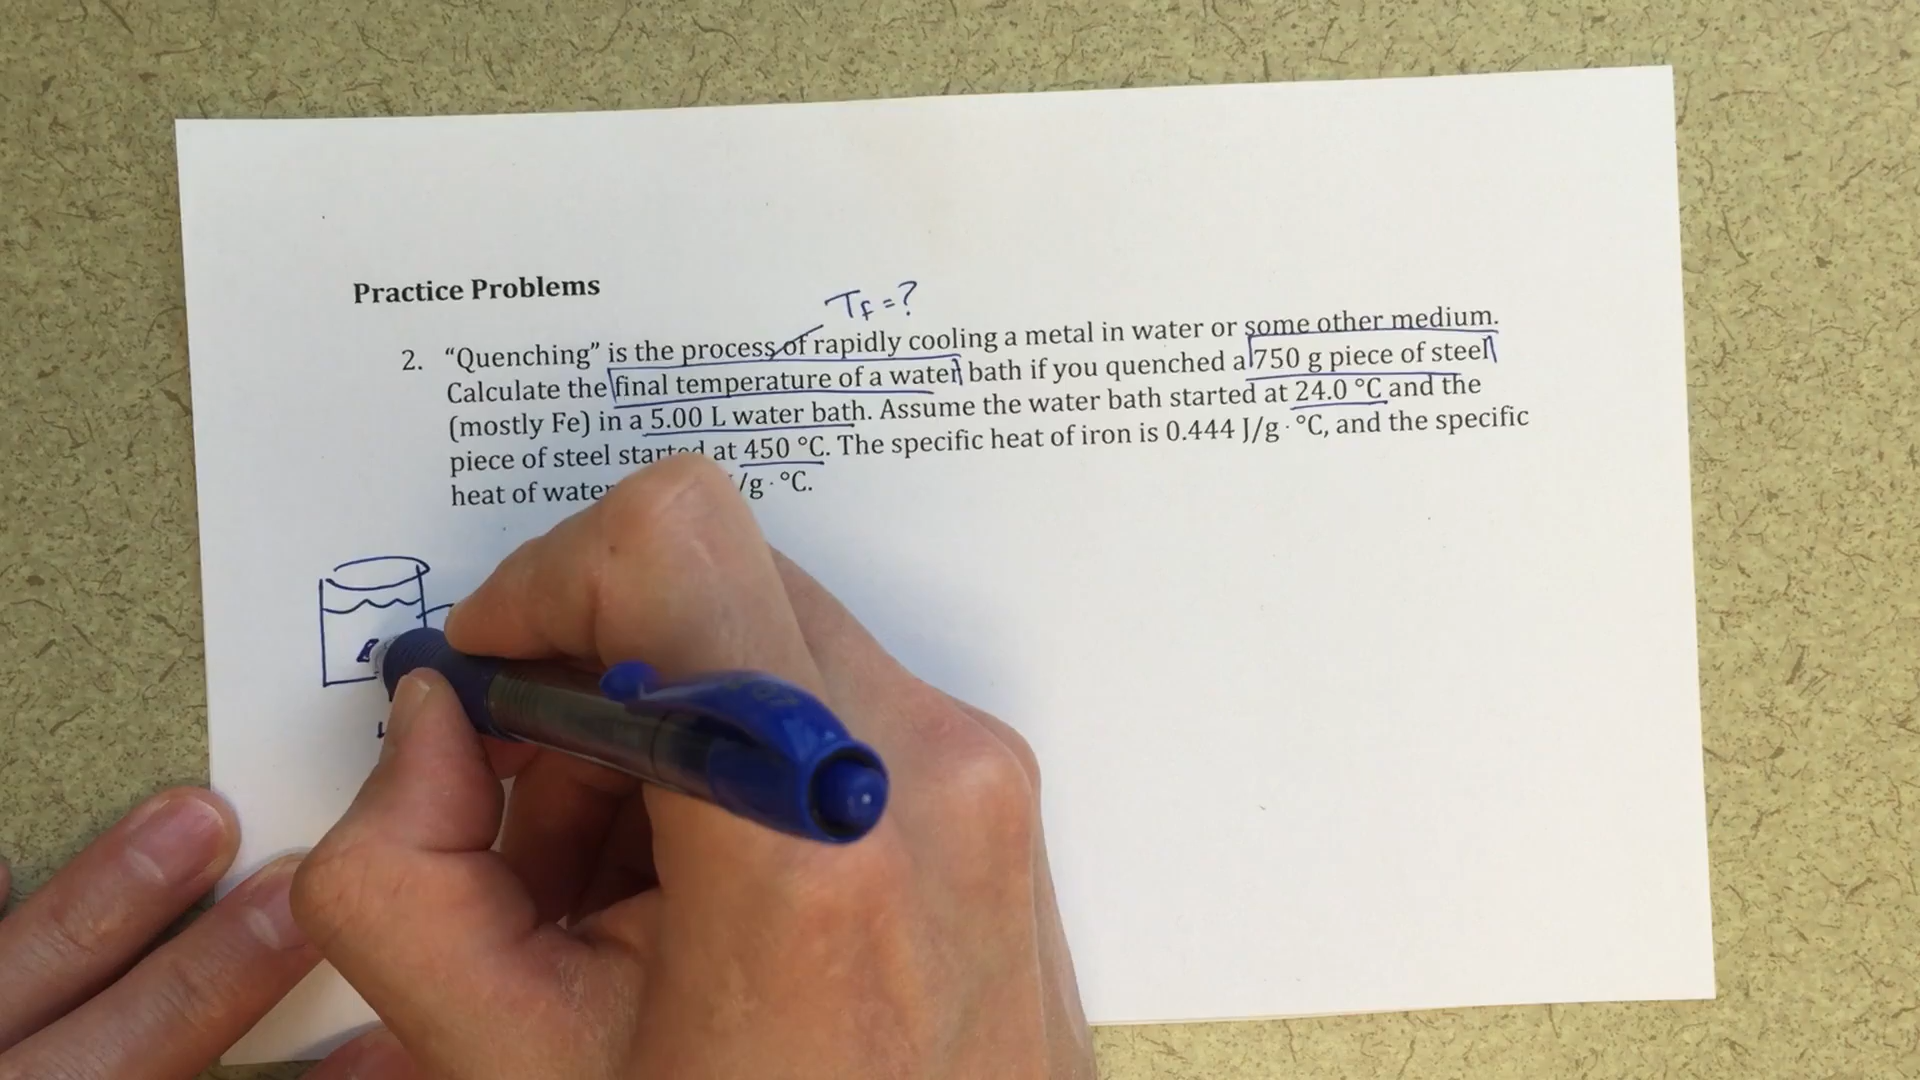 Practice Problems
T_f = ?
2. “Quenching” is the process of rapidly cooling a metal in water or some other medium.
Calculate the final temperature of a water bath if you quenched a 750 g piece of steel
(mostly Fe) in a 5.00 L water bath. Assume the water bath started at 24.0 °C and the
piece of steel started at 450 °C. The specific heat of iron is 0.444 J/g · °C, and the specific
heat of water /g · °C.